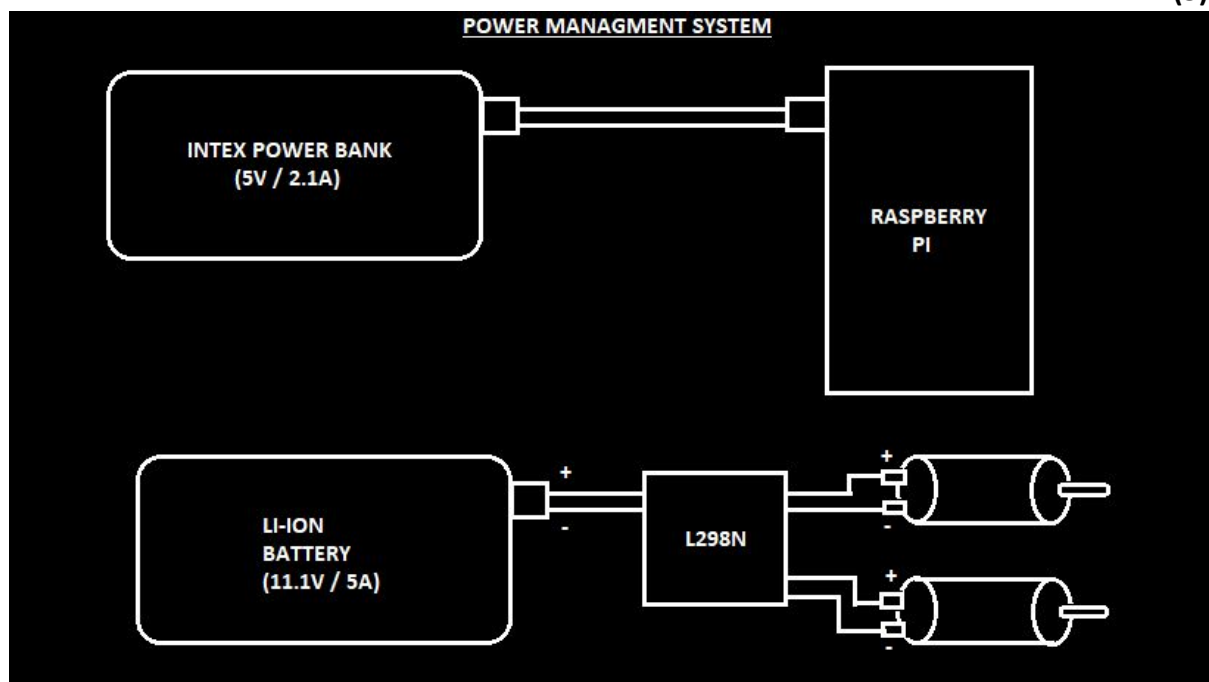 POWER MANAGMENT SYSTEM
INTEX POWER BANK
(5V / 2.1A)
RASPBERRY
PI
LI-ION
BATTERY
(11.1V / 5A)
+
-
L298N
+
-
+
-